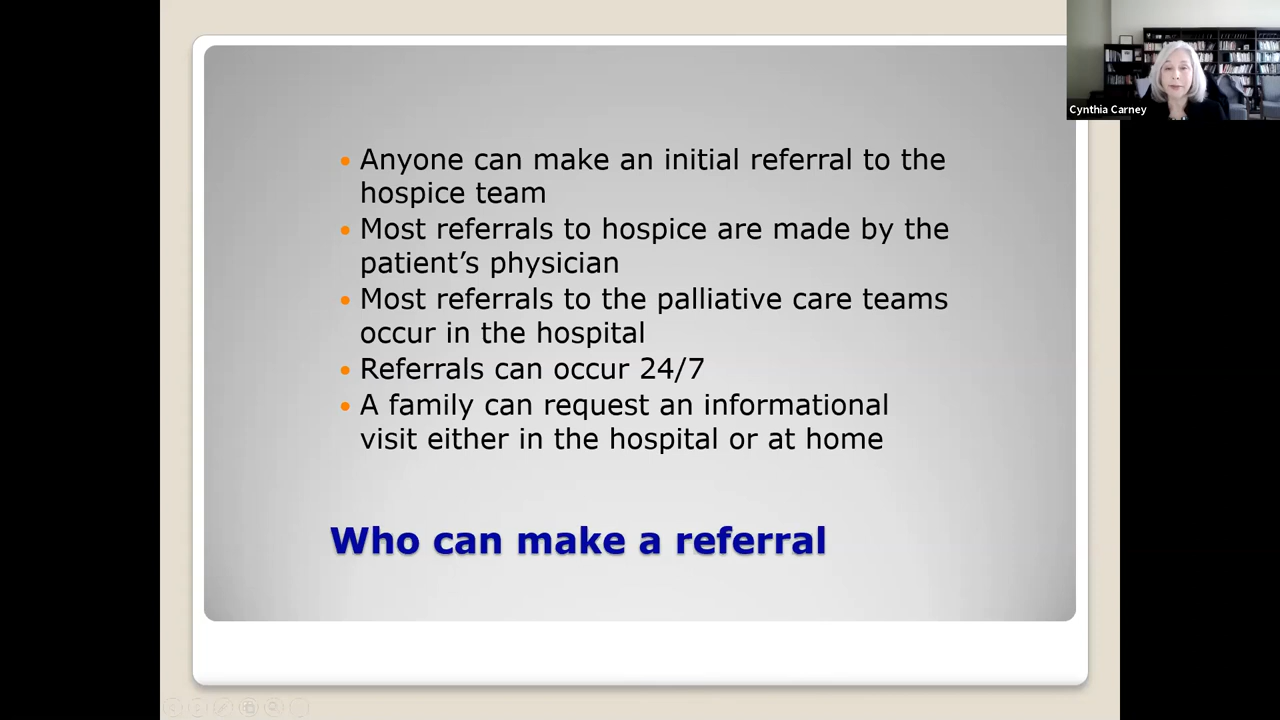 Cynthia Carney
• Anyone can make an initial referral to the
hospice team
• Most referrals to hospice are made by the
patient’s physician
• Most referrals to the palliative care teams
occur in the hospital
• Referrals can occur 24/7
• A family can request an informational
visit either in the hospital or at home
Who can make a referral